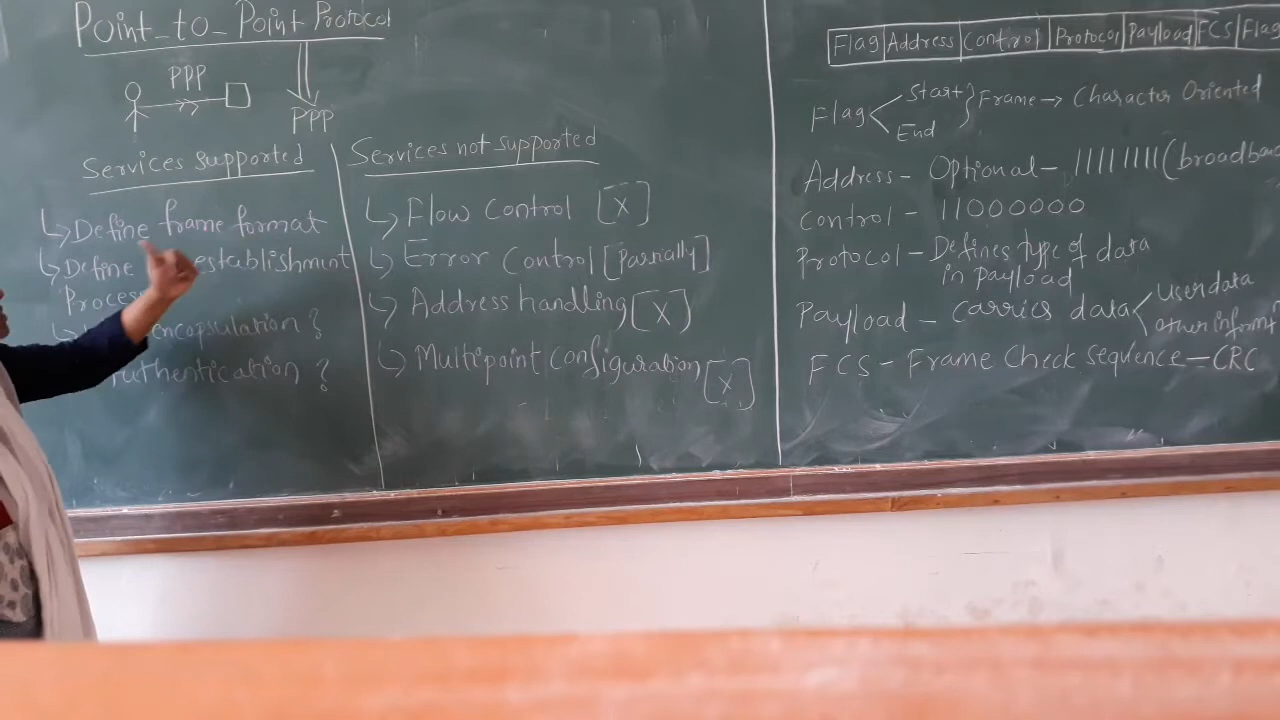 Point-to-Point Protocol
PPP
PPP
Services supported
↳ Define frame format
↳ Define establishment
Process
encapsulation ?
Authentication ?
Services not supported
↳ Flow Control [X]
↳ Error Control [Partially]
↳ Address handling [X]
↳ Multipoint Configuration [X]
Flag | Address | Control | Protocol | Payload | FCS | Flag
Flag < Start End } Frame → Character Oriented
Address - Optional - 11111111 (
Control - 11000000
Protocol - Defines type of data
in payload
Payload - Carries data < User data
other
FCS - Frame Check Sequence - CRC